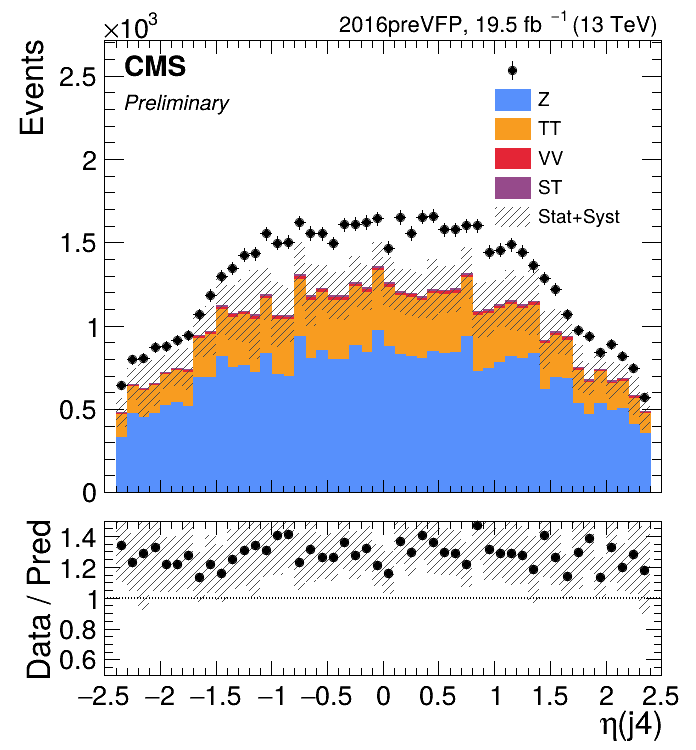 ×10³ 2016preVFP, 19.5 fb ⁻¹ (13 TeV)
Events
CMS
Preliminary
Z
TT
VV
ST
Stat+Syst
2.5
2
1.5
1
0.5
0
Data / Pred
1.4
1.2
1
0.8
0.6
−2.5 −2 −1.5 −1 −0.5 0 0.5 1 1.5 2 2.5
η(j4)